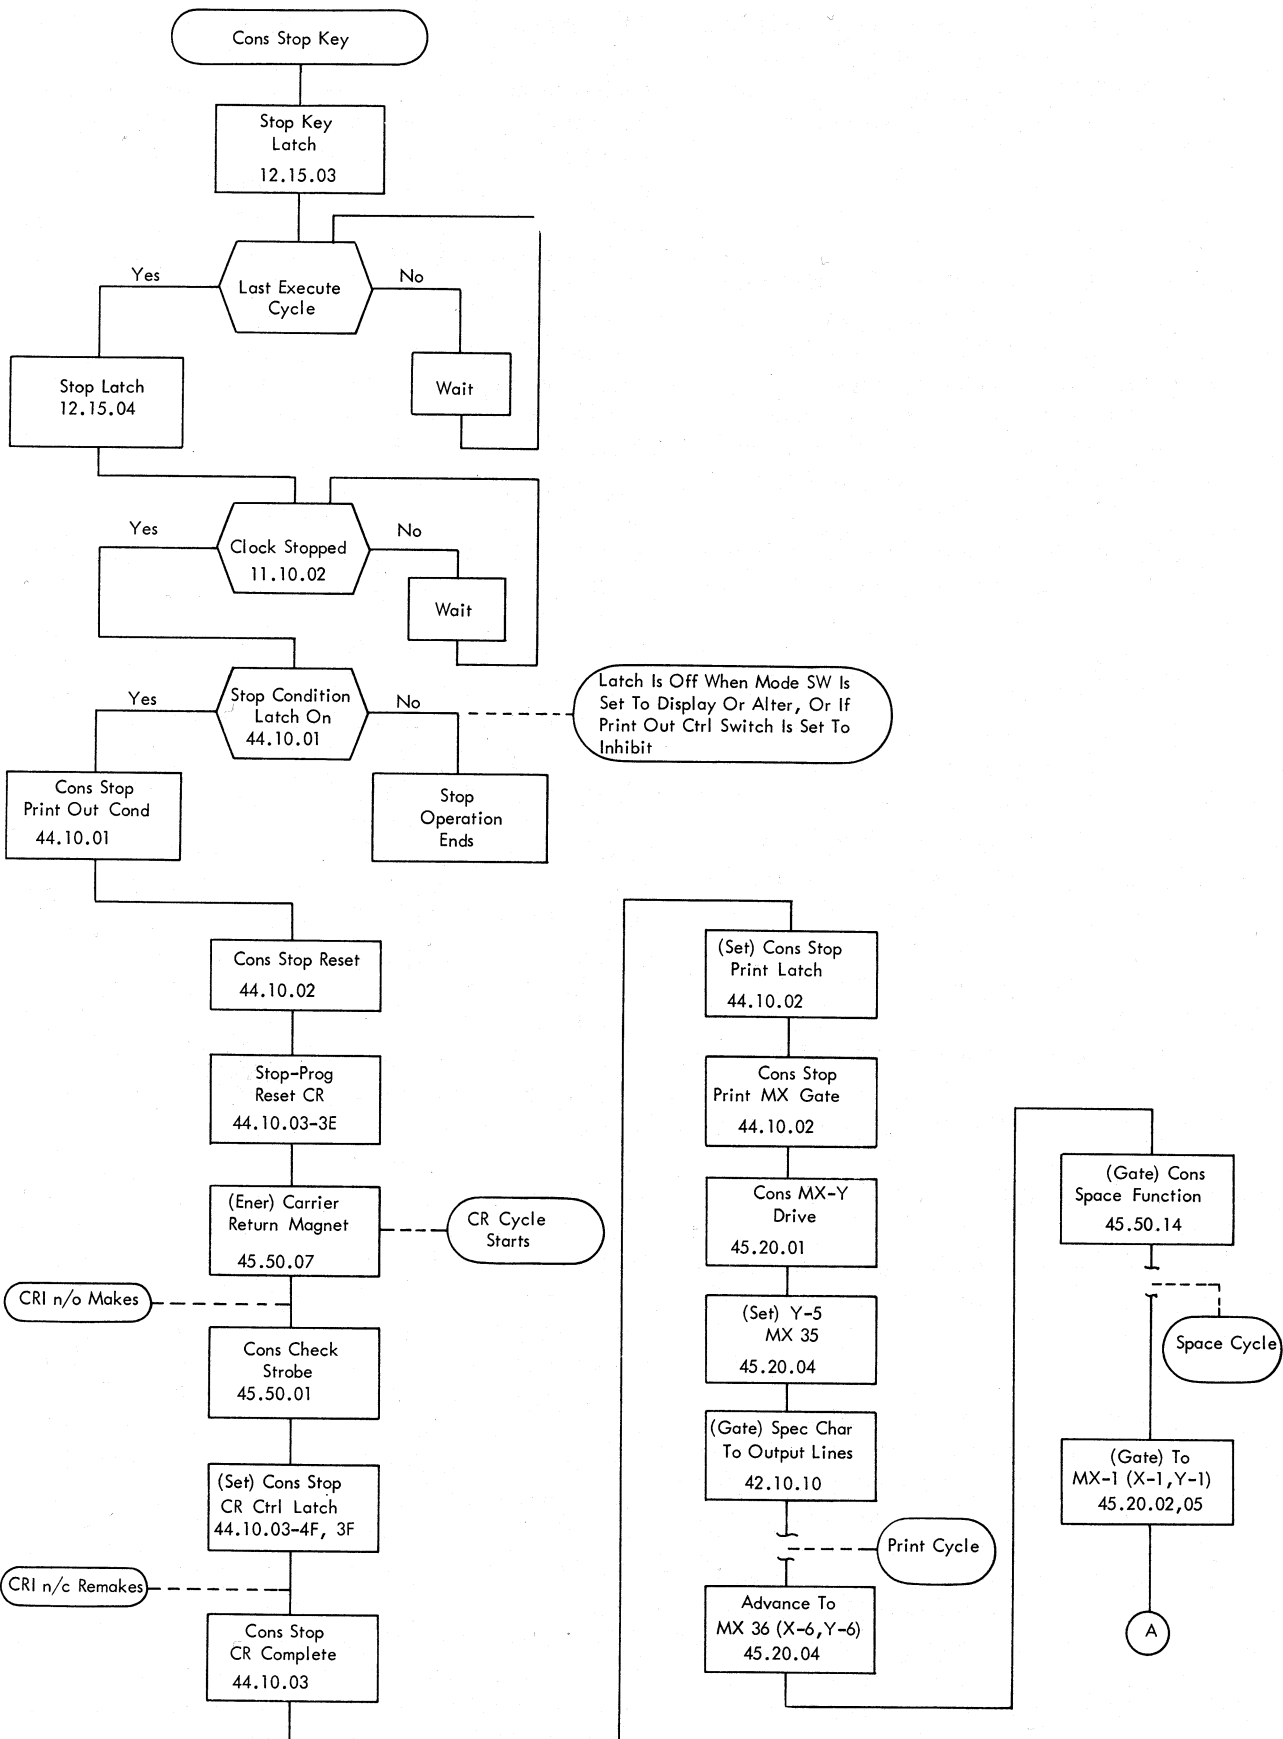 Cons Stop Key
Stop Key
Latch
12.15.03
Last Execute
Cycle
Yes
No
Wait
Stop Latch
12.15.04
Clock Stopped
11.10.02
Yes
No
Wait
Stop Condition
Latch On
44.10.01
Yes
No
Latch Is Off When Mode SW Is
Set To Display Or Alter, Or If
Print Out Ctrl Switch Is Set To
Inhibit
Cons Stop
Print Out Cond
44.10.01
Stop
Operation
Ends
Cons Stop Reset
44.10.02
Stop-Prog
Reset CR
44.10.03-3E
(Ener) Carrier
Return Magnet
45.50.07
CR Cycle
Starts
CRI n/o Makes
Cons Check
Strobe
45.50.01
(Set) Cons Stop
CR Ctrl Latch
44.10.03-4F, 3F
CRI n/c Remakes
Cons Stop
CR Complete
44.10.03
(Set) Cons Stop
Print Latch
44.10.02
Cons Stop
Print MX Gate
44.10.02
Cons MX-Y
Drive
45.20.01
(Set) Y-5
MX 35
45.20.04
(Gate) Spec Char
To Output Lines
42.10.10
Print Cycle
Advance To
MX 36 (X-6,Y-6)
45.20.04
(Gate) Cons
Space Function
45.50.14
Space Cycle
(Gate) To
MX-1 (X-1,Y-1)
45.20.02,05
A